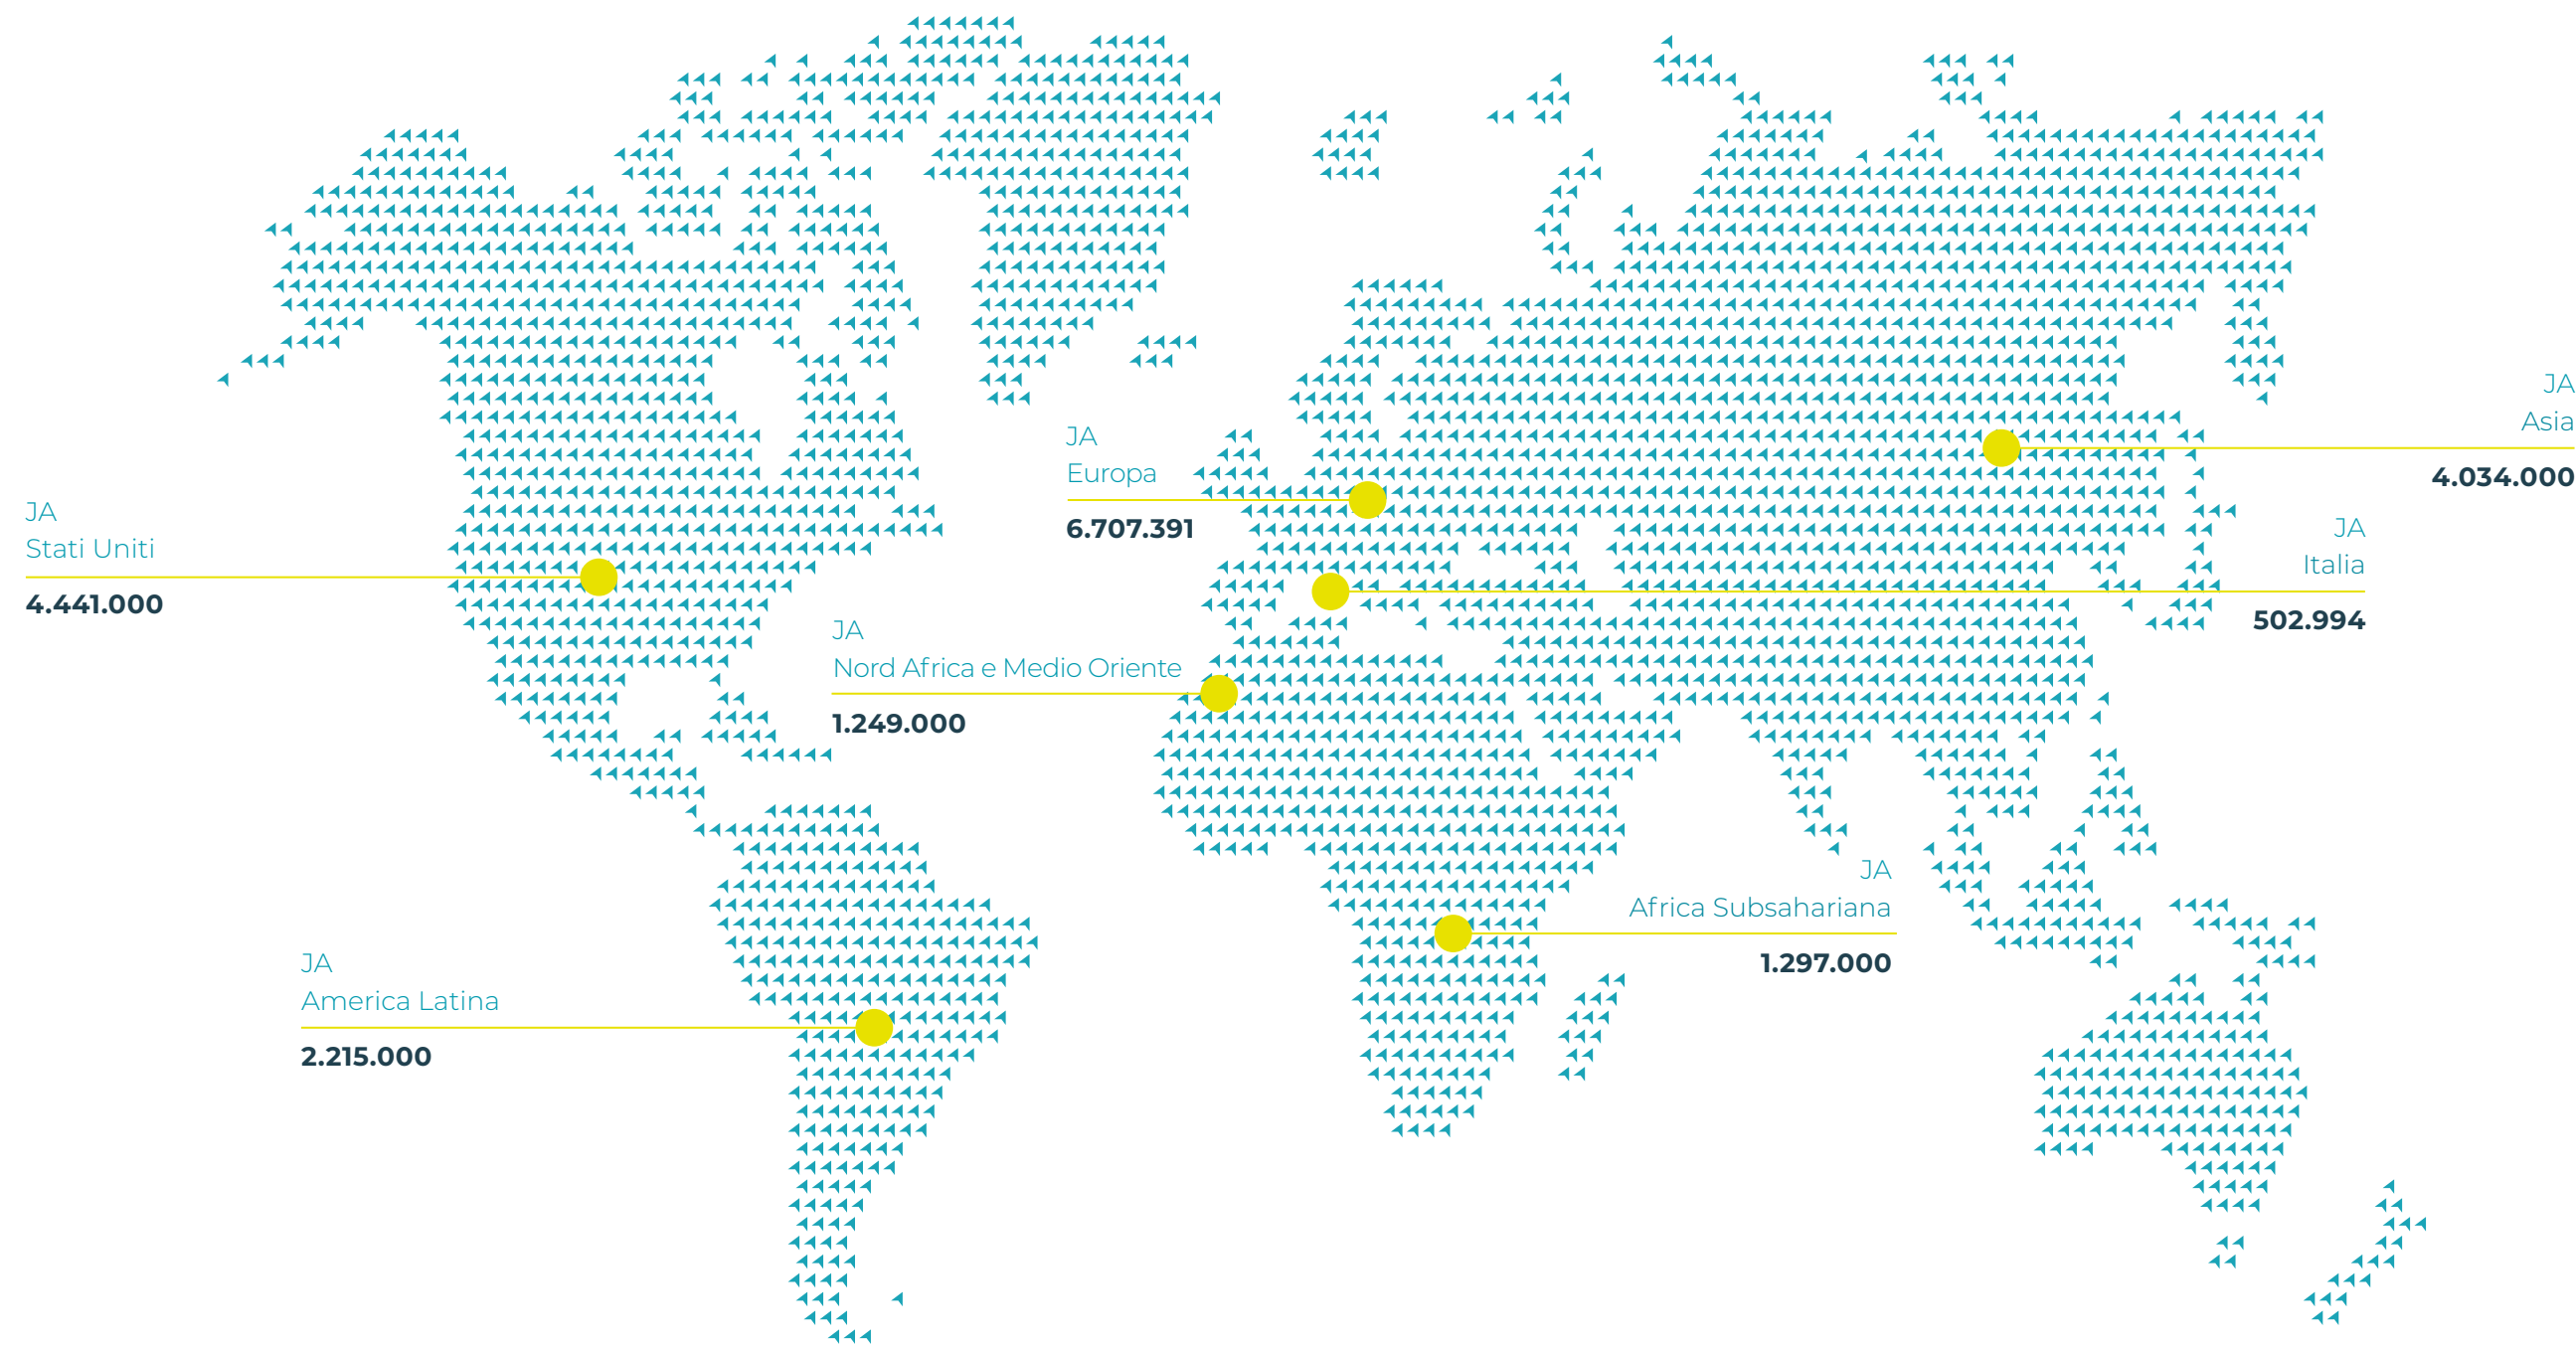 JA
Asia
4.034.000
JA
Europa
6.707.391
JA
Stati Uniti
4.441.000
JA
Italia
502.994
JA
Nord Africa e Medio Oriente
1.249.000
JA
Africa Subsahariana
1.297.000
JA
America Latina
2.215.000